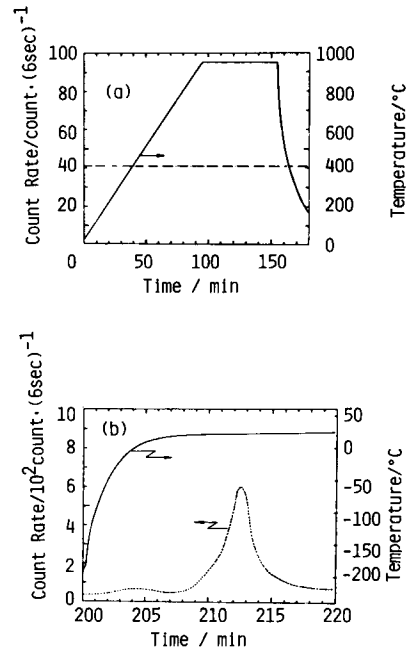 (a)
Count Rate/count·(6sec)⁻¹
100
80
60
40
20
1000
800
600
400
200
0
Temperature/°C
0 50 100 150
Time / min
(b)
Count Rate/10²count·(6sec)⁻¹
10
8
6
4
2
0
50
0
-50
-100
-150
-200
Temperature/°C
200 205 210 215 220
Time / min